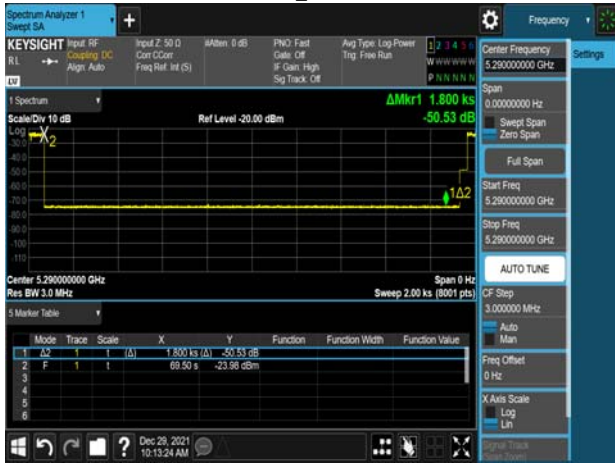 Spectrum Analyzer 1
Swept SA
+
Frequency
KEYSIGHT
Input: RF
Coupling: DC
Align: Auto
Input Z: 50 Ω
Corr CCorr
Freq Ref: Int (S)
#Atten: 0 dB
PNO: Fast
Gate: Off
IF Gain: High
Sig Track: Off
Avg Type: Log-Power
Trig: Free Run
1 2 3 4 5 6
W W W W W W
P N N N N N
RL
LV
1 Spectrum
Scale/Div 10 dB
Ref Level -20.00 dBm
ΔMkr1 1.800 ks
-50.53 dB
Log
-30.0
-40.0
-50.0
-60.0
-70.0
-80.0
-90.0
-100
-110
X2
1Δ2
Center 5.290000 GHz
Res BW 3.0 MHz
Span 0 Hz
Sweep 2.00 ks (8001 pts)
5 Marker Table
Mode Trace Scale X Y Function Function Width Function Value
1 Δ2 1 t (Δ) 1.800 ks (Δ) -50.53 dB
2 F 1 t 69.50 s -23.98 dBm
3
4
5
6
Dec 29, 2021
10:13:24 AM
Center Frequency
5.290000000 GHz
Settings
Span
0.00000000 Hz
Swept Span
Zero Span
Full Span
Start Freq
5.290000000 GHz
Stop Freq
5.290000000 GHz
AUTO TUNE
CF Step
3.000000 MHz
Auto
Man
Freq Offset
0 Hz
X Axis Scale
Log
Lin
Signal Track
(Span Zoom)